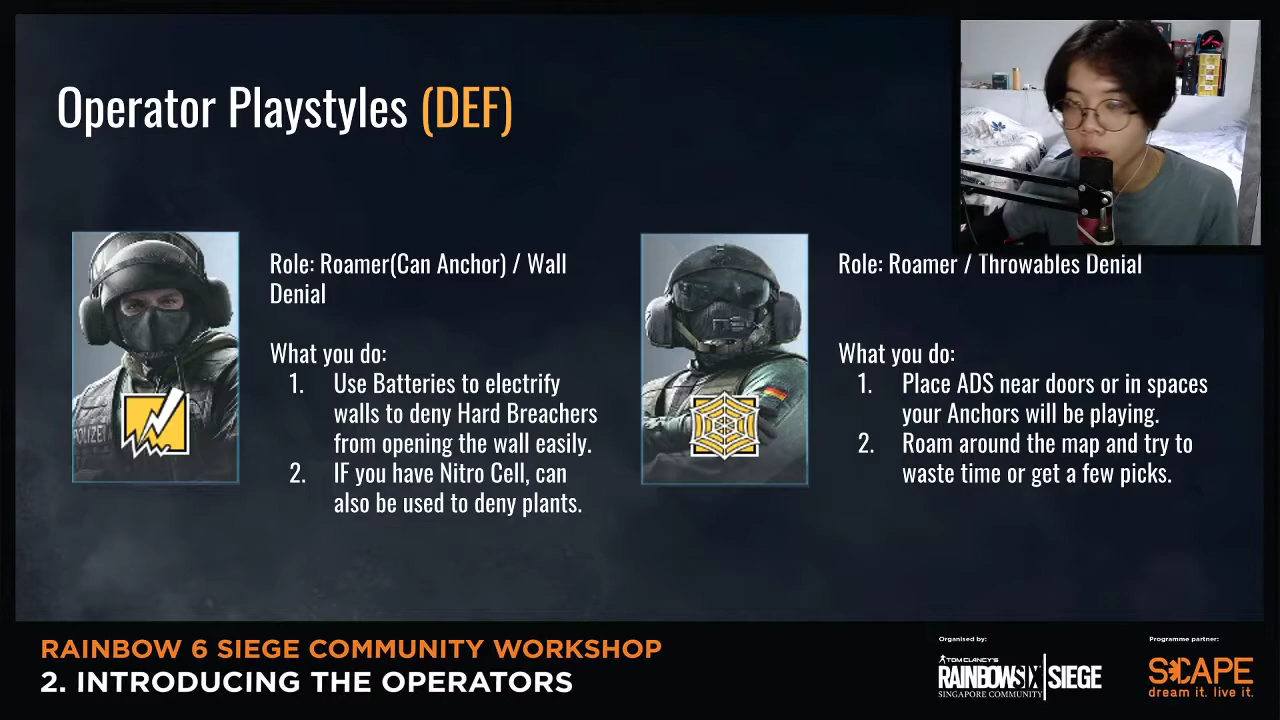 Operator Playstyles (DEF)
Role: Roamer(Can Anchor) / Wall
Denial
What you do:
1. Use Batteries to electrify
walls to deny Hard Breachers
from opening the wall easily.
2. IF you have Nitro Cell, can
also be used to deny plants.
POLIZEI
Role: Roamer / Throwables Denial
What you do:
1. Place ADS near doors or in spaces
your Anchors will be playing.
2. Roam around the map and try to
waste time or get a few picks.
RAINBOW 6 SIEGE COMMUNITY WORKSHOP
2. INTRODUCING THE OPERATORS
Organised by:
TOM CLANCY'S
RAINBOW SIX SIEGE
SINGAPORE COMMUNITY
Programme partner:
SCAPE
dream it. live it.